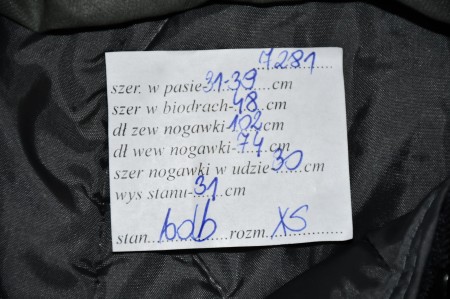 7281
szer. w pasie-31-39 cm
szer w biodrach-48 cm
dł zew nogawki-102 cm
dł wew nogawki-74 cm
szer nogawki w udzie-30 cm
wys stanu-31 cm
stan bdb rozm XS